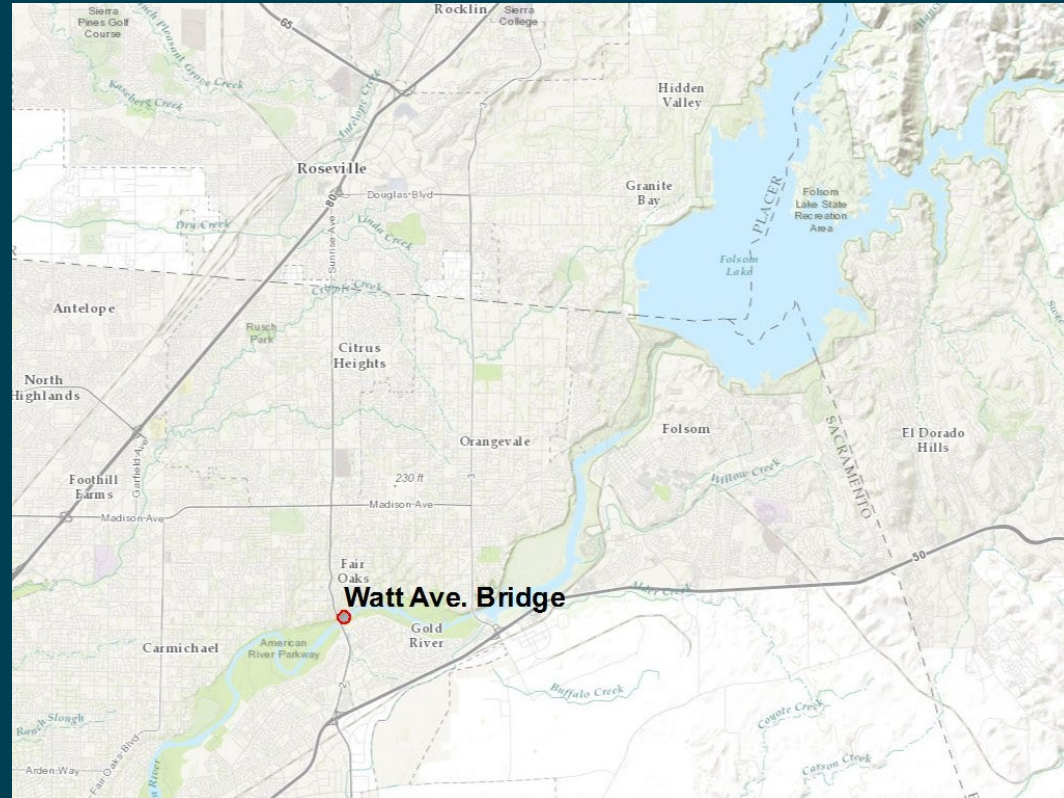 Sierra
Pines Golf
Course
Pleasant Grove Creek
Kaseberg Creek
65
Rocklin
Sierra
College
Antelope Creek
Hidden
Valley
Roseville
80
Douglas Blvd
Granite
Bay
PLACER
Folsom
Lake State
Recreation
Area
Dry Creek
Linda Creek
Sunrise Ave
Folsom
Lake
Cripple Creek
Antelope
Rusch
Park
Citrus
Heights
North
Highlands
Garfield Ave
Orangevale
Folsom
El Dorado
Hills
SACRAMENTO
Foothill
Farms
230 ft
Willow Creek
Madison Ave
Madison Ave
50
Fair
Oaks
Watt Ave. Bridge
Alder Creek
Gold
River
Carmichael
American
River Parkway
Buffalo Creek
Ranch Slough
Coyote Creek
Arden Way
Fair Oaks Blvd
River
Carson Creek